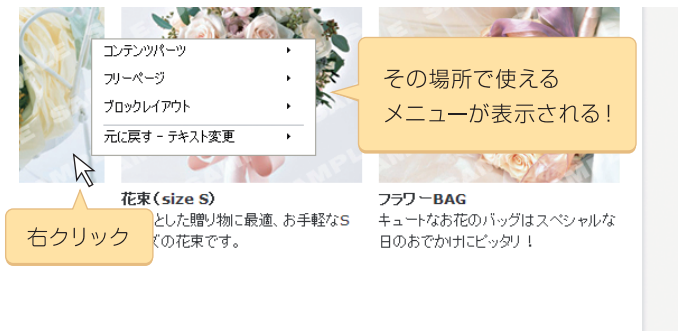 コンテンツパーツ
フリーページ
ブロックレイアウト
元に戻す - テキスト変更
その場所で使える
メニューが表示される！
右クリック
花束（size S）
とした贈り物に最適、お手軽なS
ズの花束です。
フラワーBAG
キュートなお花のバッグはスペシャルな
日のおでかけにピッタリ！